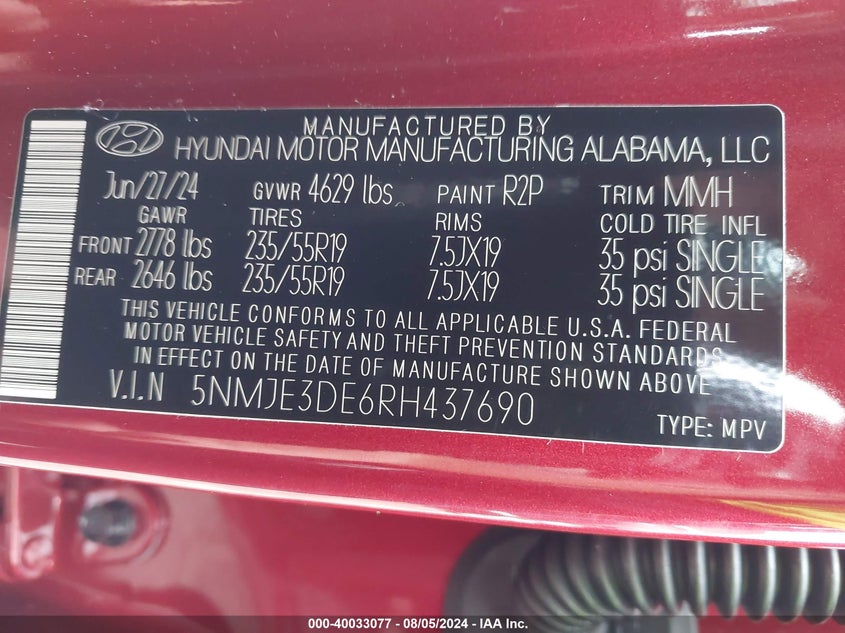 MANUFACTURED BY
HYUNDAI MOTOR MANUFACTURING ALABAMA, LLC
Jun/27/24 GVWR 4629 lbs PAINT R2P TRIM MMH
GAWR TIRES RIMS COLD TIRE INFL
FRONT 2778 lbs 235/55R19 7.5JX19 35 psi SINGLE
REAR 2646 lbs 235/55R19 7.5JX19 35 psi SINGLE
THIS VEHICLE CONFORMS TO ALL APPLICABLE U.S.A. FEDERAL
MOTOR VEHICLE SAFETY AND THEFT PREVENTION STANDARDS
IN EFFECT ON THE DATE OF MANUFACTURE SHOWN ABOVE.
V.I.N 5NMJE3DE6RH437690
TYPE: MPV
000-40033077 - 08/05/2024 - IAA Inc.